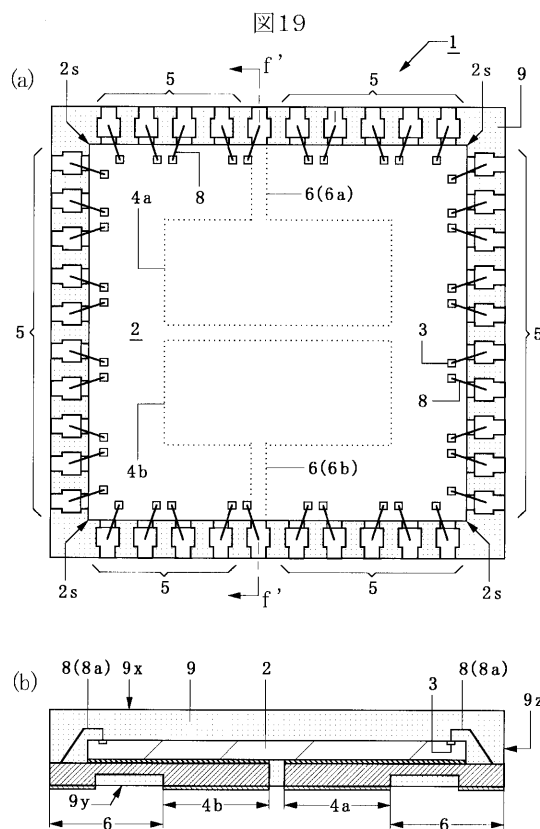 図19
f' 1
(a) 2s 5 5 2s 9
8
4a 6(6a)
5 2 3 5
8
4b 6(6b)
2s 5 5 2s
f'
(b) 8(8a) 9x 9 2 3 8(8a) 9z
9y 4b 4a
6 6